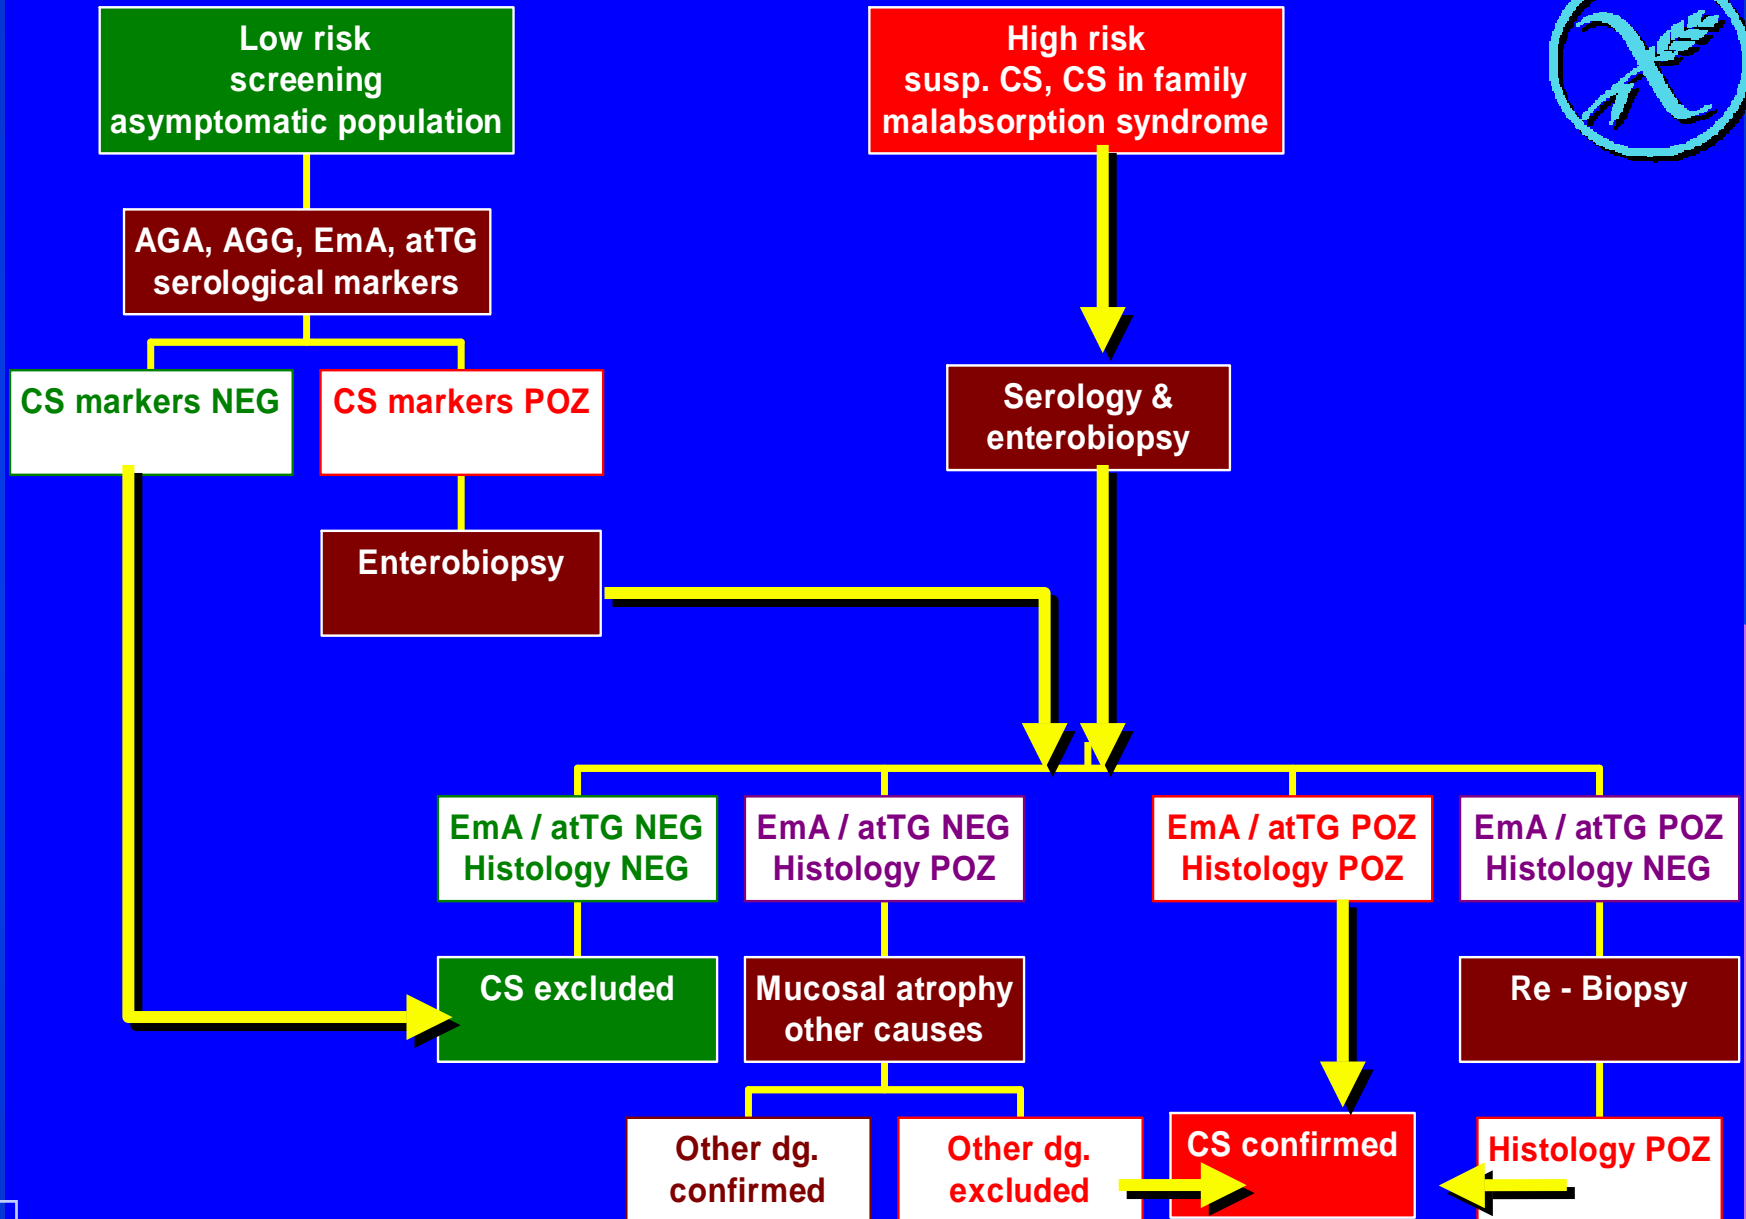 Low risk
screening
asymptomatic population
High risk
susp. CS, CS in family
malabsorption syndrome
AGA, AGG, EmA, atTG
serological markers
CS markers NEG
CS markers POZ
Serology &
enterobiopsy
Enterobiopsy
EmA / atTG NEG
Histology NEG
EmA / atTG NEG
Histology POZ
EmA / atTG POZ
Histology POZ
EmA / atTG POZ
Histology NEG
CS excluded
Mucosal atrophy
other causes
Re - Biopsy
Other dg.
confirmed
Other dg.
excluded
CS confirmed
Histology POZ